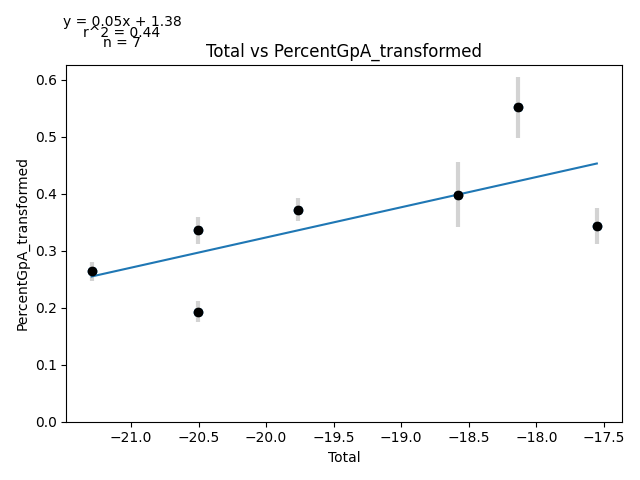 y = 0.05x + 1.38
r^2 = 0.44
n = 7
Total vs PercentGpA_transformed
PercentGpA_transformed
0.6
0.5
0.4
0.3
0.2
0.1
0.0
−21.0 −20.5 −20.0 −19.5 −19.0 −18.5 −18.0 −17.5
Total